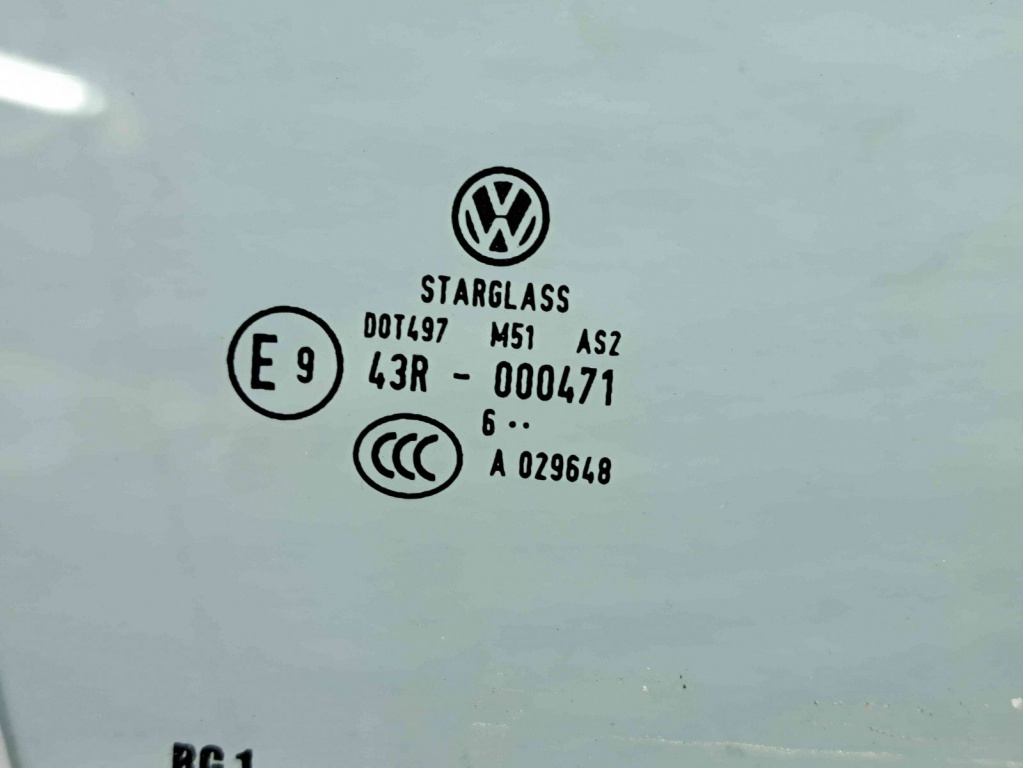 STARGLASS
DOT497 M51 AS2
E 9 43R - 000471
6 ··
CCC A 029648